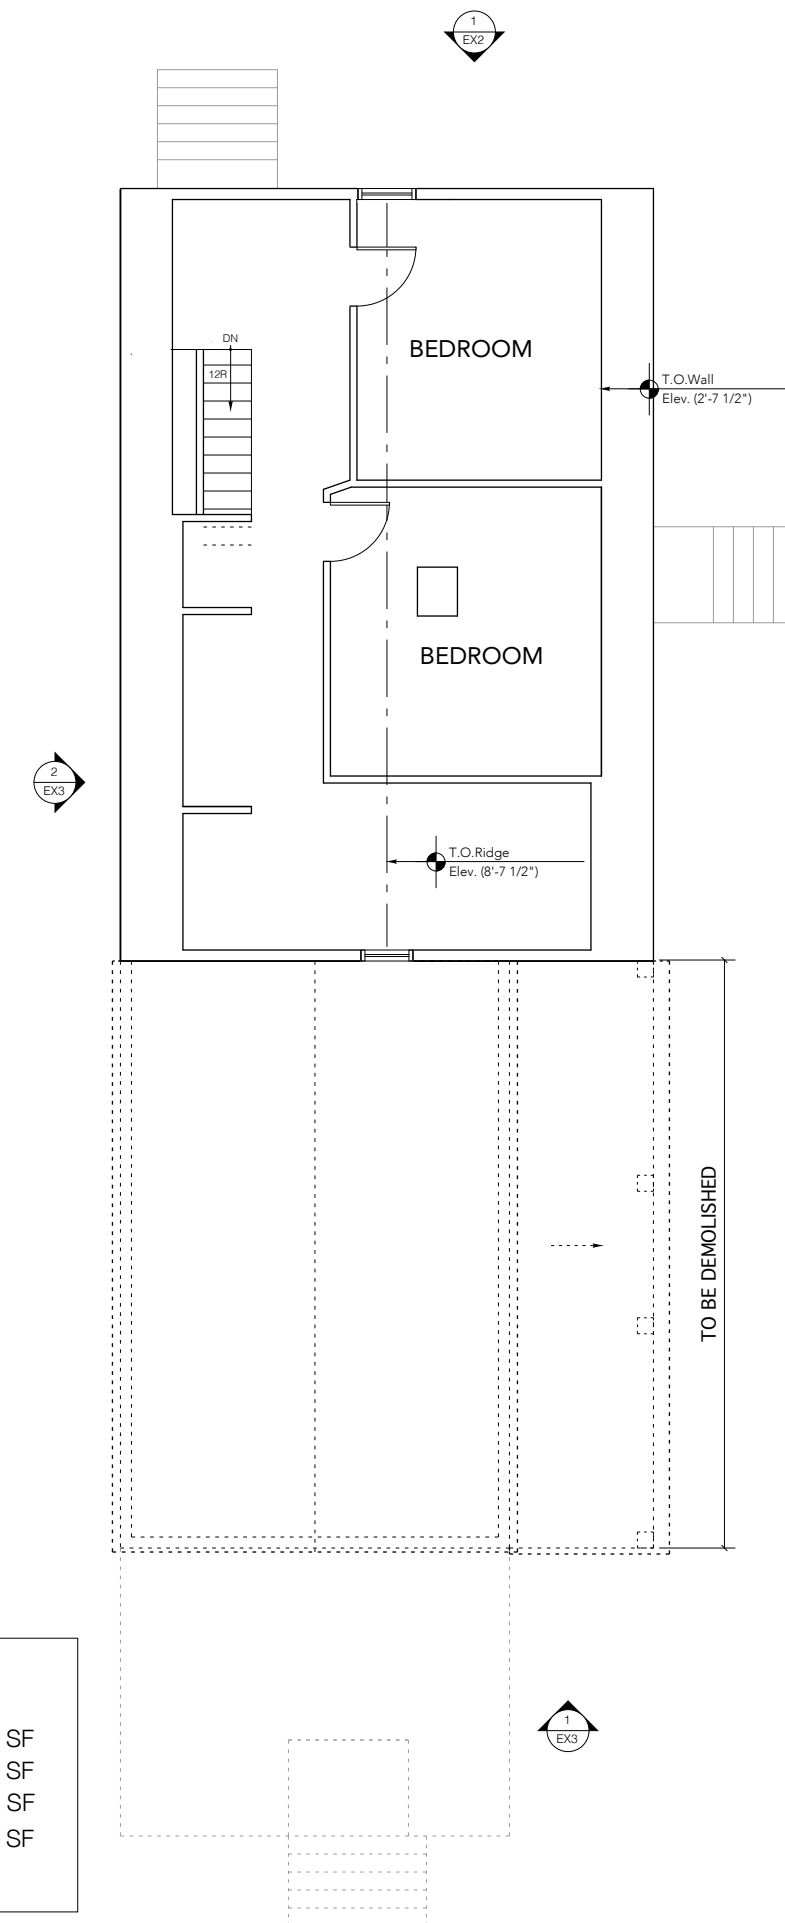 1
EX2
DN
12R
BEDROOM
T.O.Wall
Elev. (2'-7 1/2")
BEDROOM
2
EX3
T.O.Ridge
Elev. (8'-7 1/2")
TO BE DEMOLISHED
1
EX3
SF
SF
SF
SF